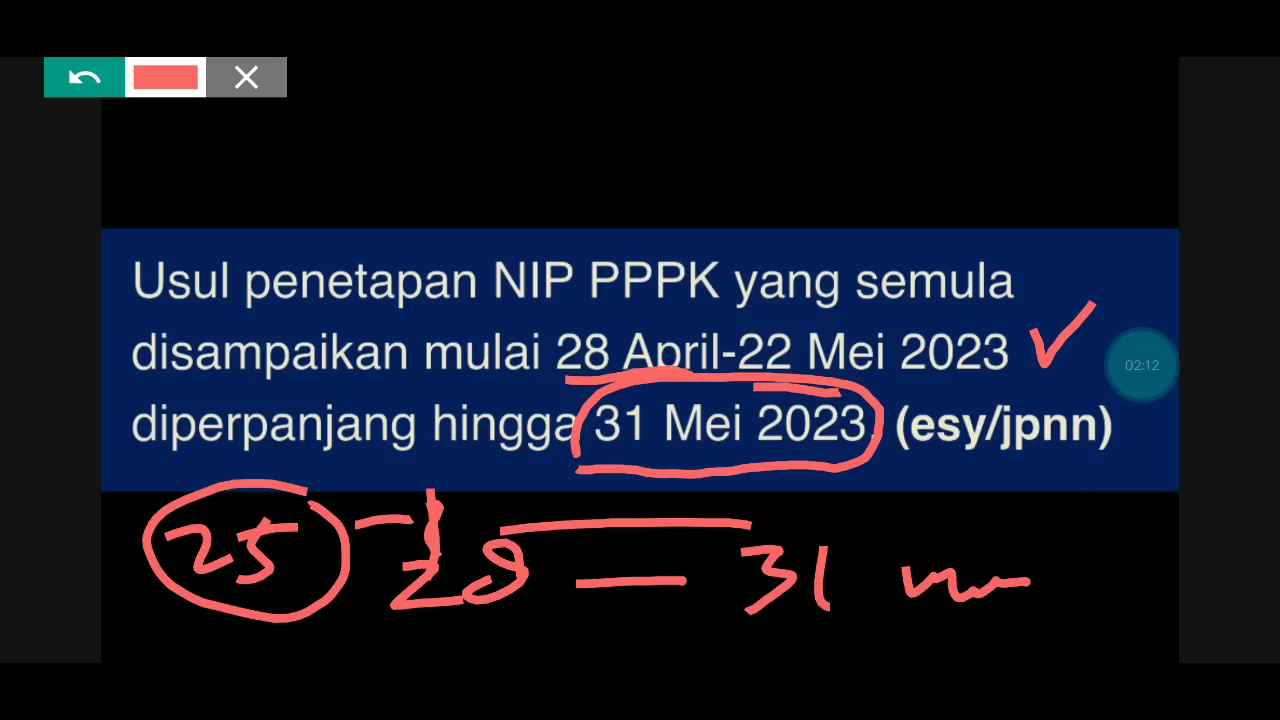 Usul penetapan NIP PPPK yang semula
disampaikan mulai 28 April-22 Mei 2023
diperpanjang hingga 31 Mei 2023. (esy/jpnn)
02:12
25 28 — 31